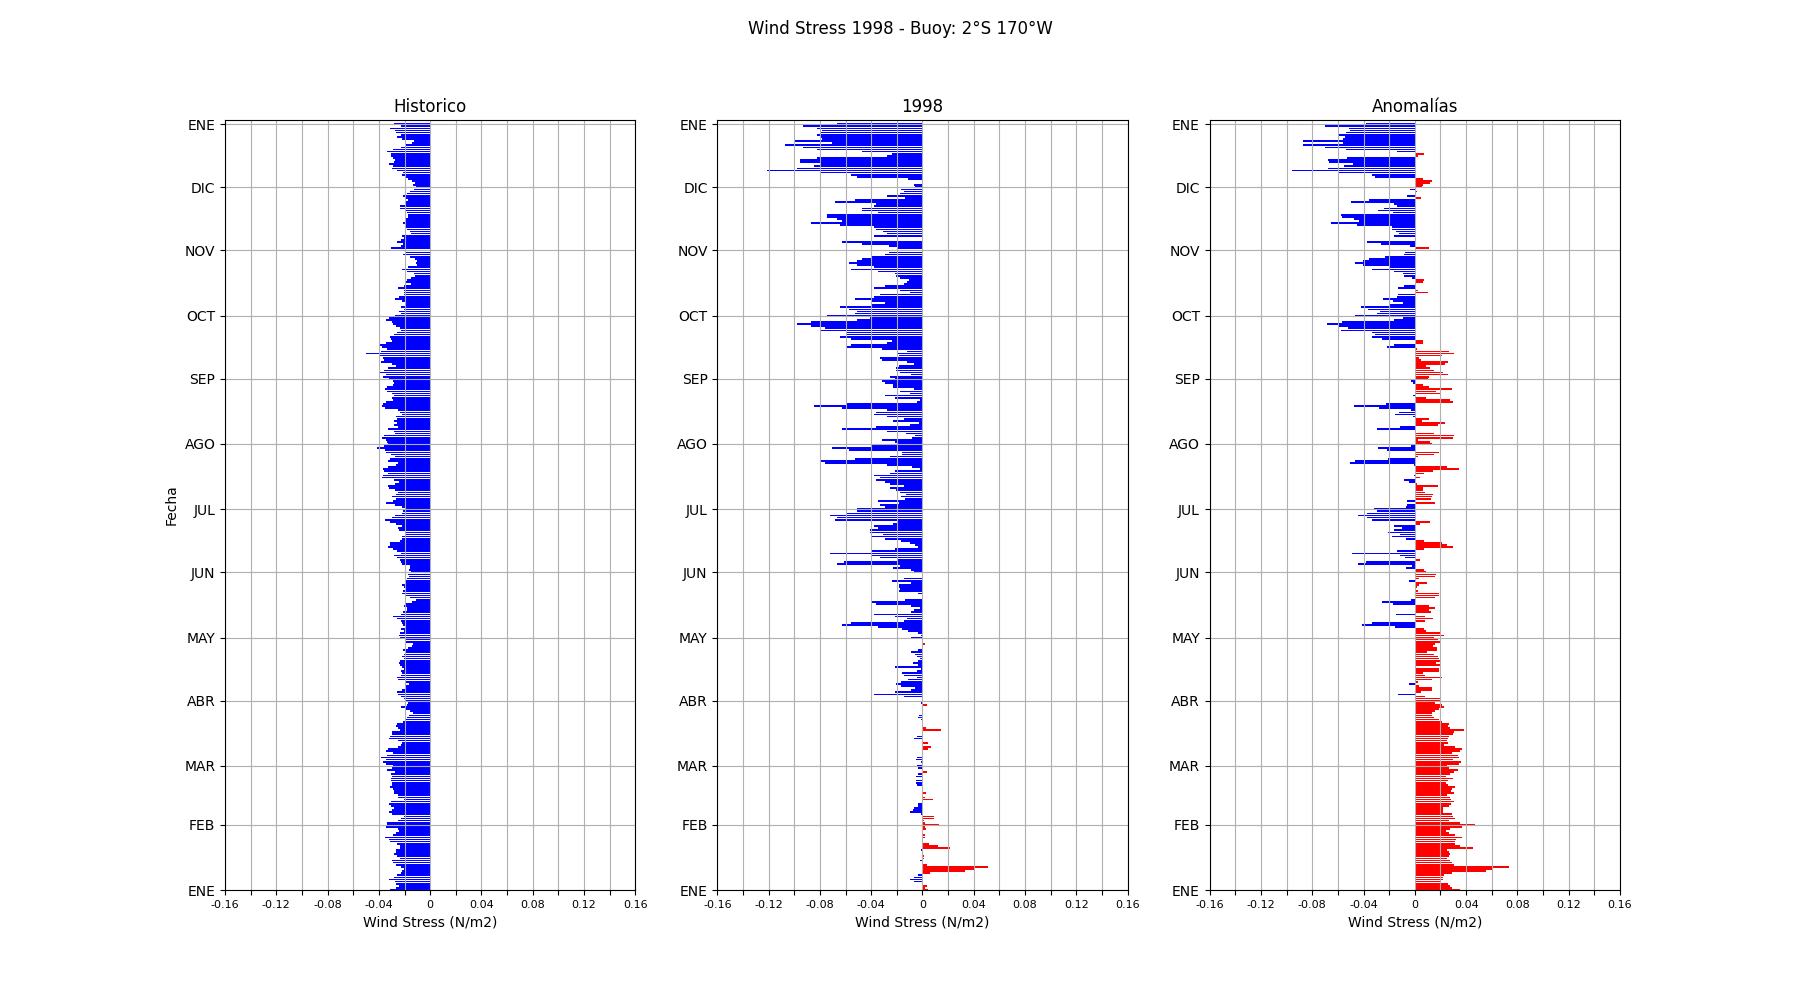 Wind Stress 1998 - Buoy: 2°S 170°W
Historico
1998
Anomalías
ENE
DIC
NOV
OCT
SEP
AGO
JUL
JUN
MAY
ABR
MAR
FEB
ENE
Fecha
-0.16 -0.12 -0.08 -0.04 0 0.04 0.08 0.12 0.16
Wind Stress (N/m2)
ENE
DIC
NOV
OCT
SEP
AGO
JUL
JUN
MAY
ABR
MAR
FEB
ENE
-0.16 -0.12 -0.08 -0.04 0 0.04 0.08 0.12 0.16
Wind Stress (N/m2)
ENE
DIC
NOV
OCT
SEP
AGO
JUL
JUN
MAY
ABR
MAR
FEB
ENE
-0.16 -0.12 -0.08 -0.04 0 0.04 0.08 0.12 0.16
Wind Stress (N/m2)